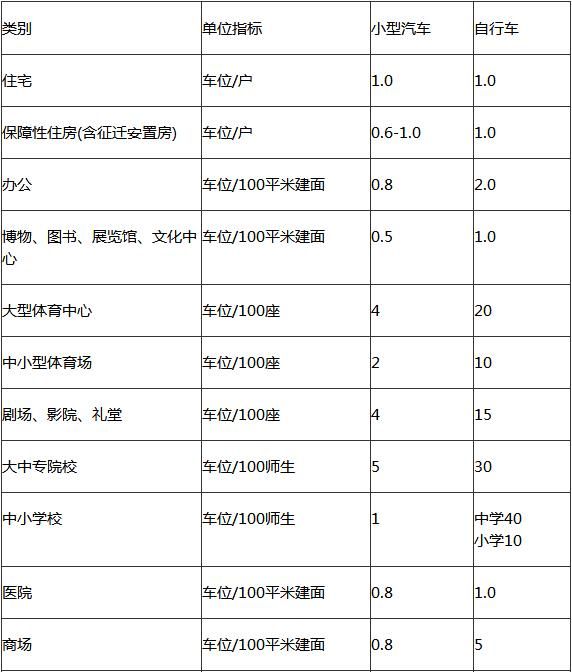 类别 单位指标 小型汽车 自行车
住宅 车位/户 1.0 1.0
保障性住房(含征迁安置房) 车位/户 0.6-1.0 1.0
办公 车位/100平米建面 0.8 2.0
博物、图书、展览馆、文化中 车位/100平米建面 0.5 1.0
心
大型体育中心 车位/100座 4 20
中小型体育场 车位/100座 2 10
剧场、影院、礼堂 车位/100座 4 15
大中专院校 车位/100师生 5 30
中小学校 车位/100师生 1 中学40
小学10
医院 车位/100平米建面 0.8 1.0
商场 车位/100平米建面 0.8 5